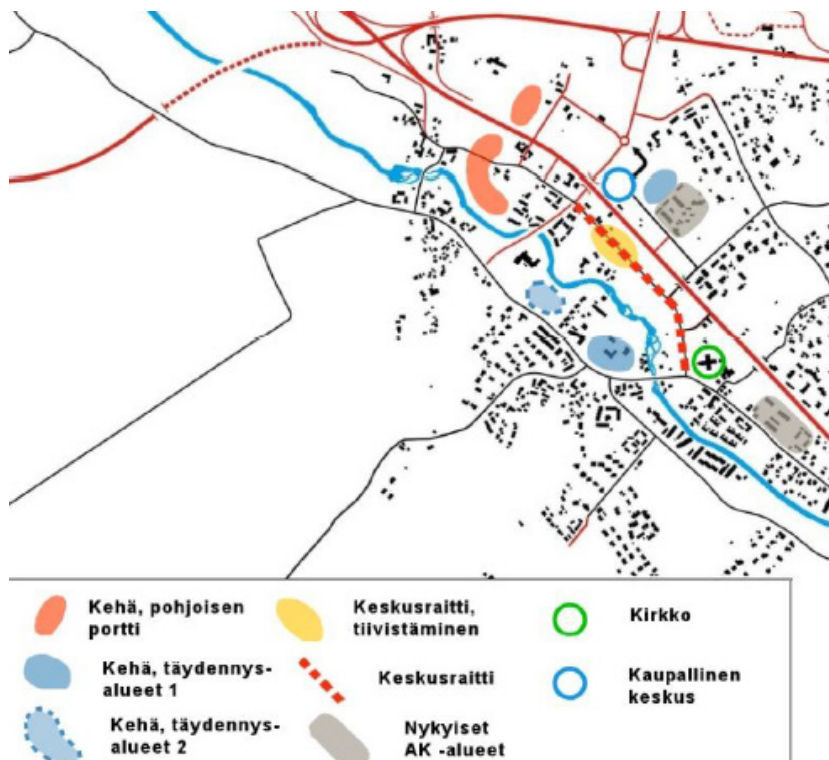 Kehä, pohjoisen
portti
Keskusraitti,
tiivistäminen
Kirkko
Kehä, täydennys-
alueet 1
Keskusraitti
Kaupallinen
keskus
Kehä, täydennys-
alueet 2
Nykyiset
AK -alueet